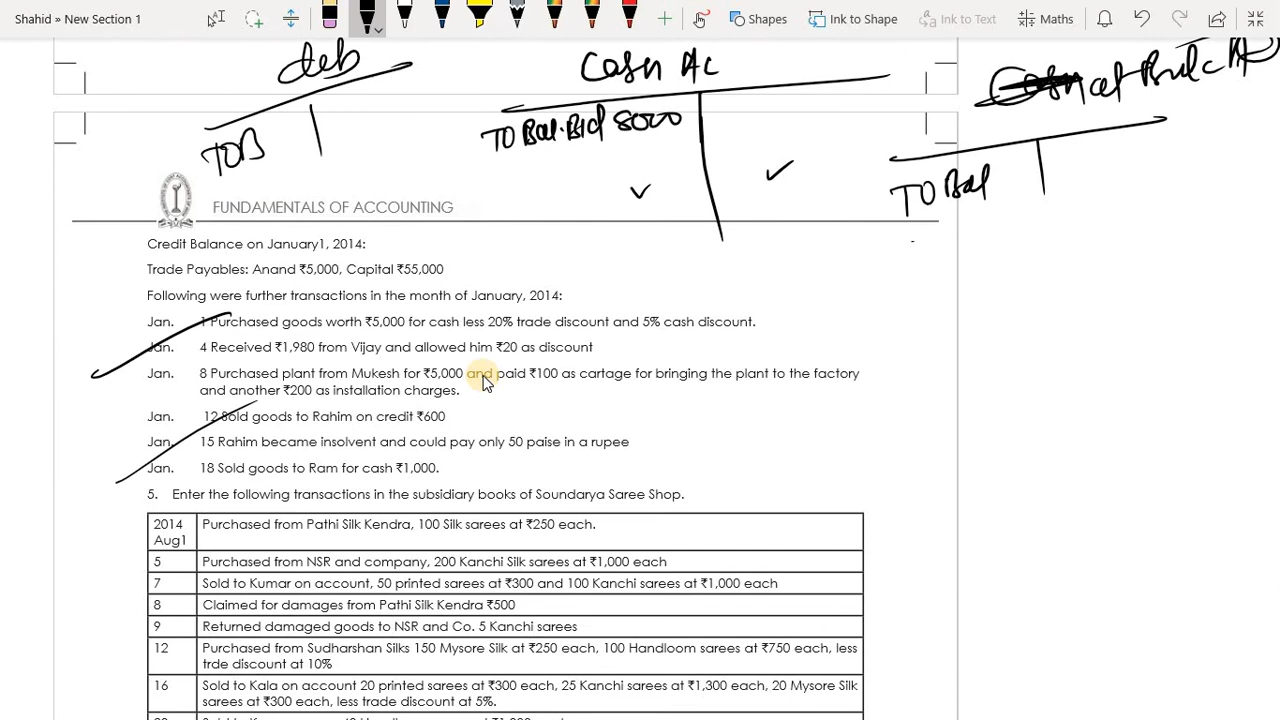 Shahid » New Section 1
Shapes
Ink to Shape
Ink to Text
Maths
deb
Cash Ac
TO Bal. B/d 8000
TO B
TO Bal
FUNDAMENTALS OF ACCOUNTING
Credit Balance on January1, 2014:
Trade Payables: Anand ₹5,000, Capital ₹55,000
Following were further transactions in the month of January, 2014:
Jan. 1 Purchased goods worth ₹5,000 for cash less 20% trade discount and 5% cash discount.
Jan. 4 Received ₹1,980 from Vijay and allowed him ₹20 as discount
Jan. 8 Purchased plant from Mukesh for ₹5,000 and paid ₹100 as cartage for bringing the plant to the factory
and another ₹200 as installation charges.
Jan. 12 Sold goods to Rahim on credit ₹600
Jan. 15 Rahim became insolvent and could pay only 50 paise in a rupee
Jan. 18 Sold goods to Ram for cash ₹1,000.
5. Enter the following transactions in the subsidiary books of Soundarya Saree Shop.
2014 Purchased from Pathi Silk Kendra, 100 Silk sarees at ₹250 each.
Aug1
5 Purchased from NSR and company, 200 Kanchi Silk sarees at ₹1,000 each
7 Sold to Kumar on account, 50 printed sarees at ₹300 and 100 Kanchi sarees at ₹1,000 each
8 Claimed for damages from Pathi Silk Kendra ₹500
9 Returned damaged goods to NSR and Co. 5 Kanchi sarees
12 Purchased from Sudharshan Silks 150 Mysore Silk at ₹250 each, 100 Handloom sarees at ₹750 each, less
trde discount at 10%
16 Sold to Kala on account 20 printed sarees at ₹300 each, 25 Kanchi sarees at ₹1,300 each, 20 Mysore Silk
sarees at ₹300 each, less trade discount at 5%.